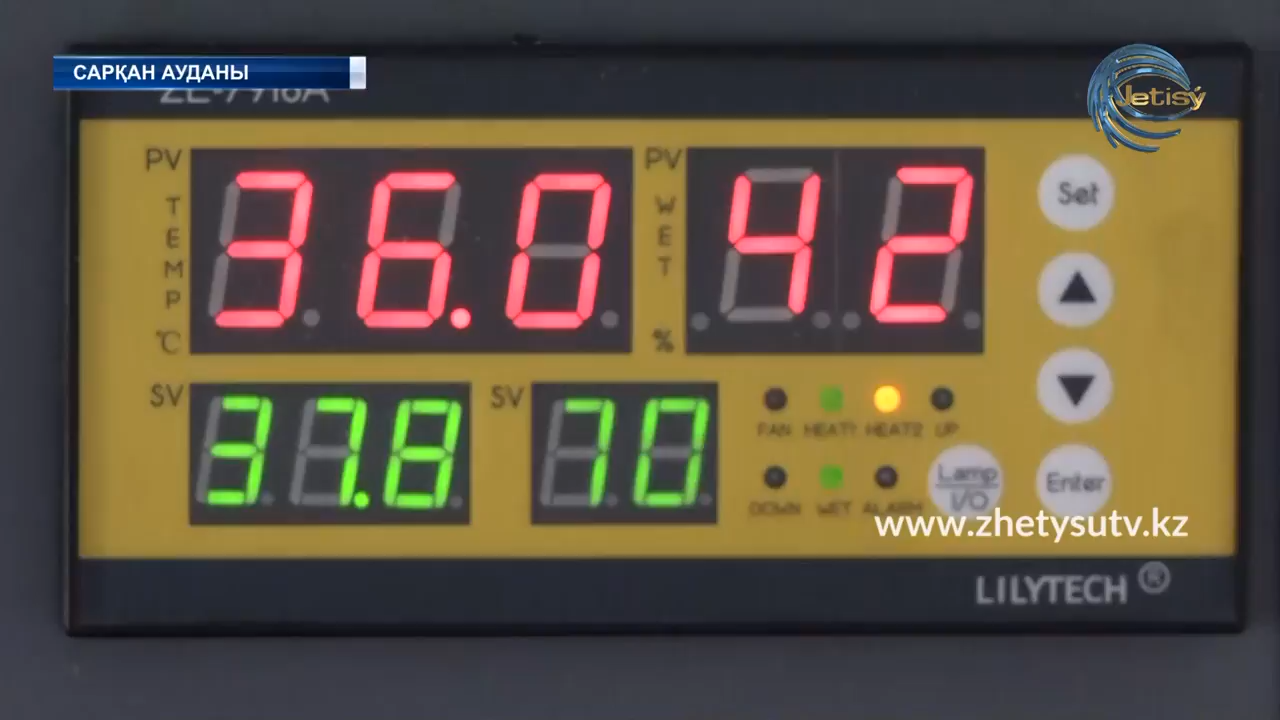 САРҚАН АУДАНЫ
Jetisý
PV
TEMP
℃
36.0
PV
WET
%
42
Set
SV
37.8
SV
70
FAN HEAT1 HEAT2 UP
DOWN WET ALARM
Lamp
I/O
Enter
www.zhetysutv.kz
LILYTECH®